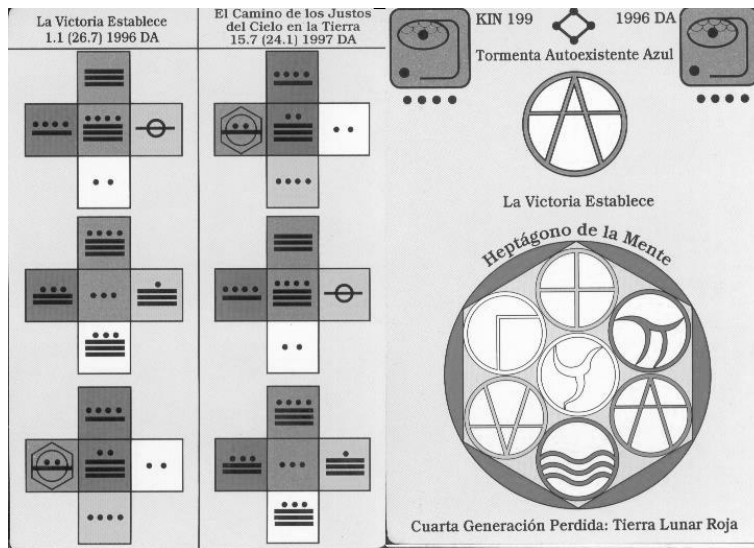 La Victoria Establece
1.1 (26.7) 1996 DA
El Camino de los Justos
del Cielo en la Tierra
15.7 (24.1) 1997 DA
KIN 199
1996 DA
Tormenta Autoexistente Azul
La Victoria Establece
Heptágono de la Mente
Cuarta Generación Perdida: Tierra Lunar Roja